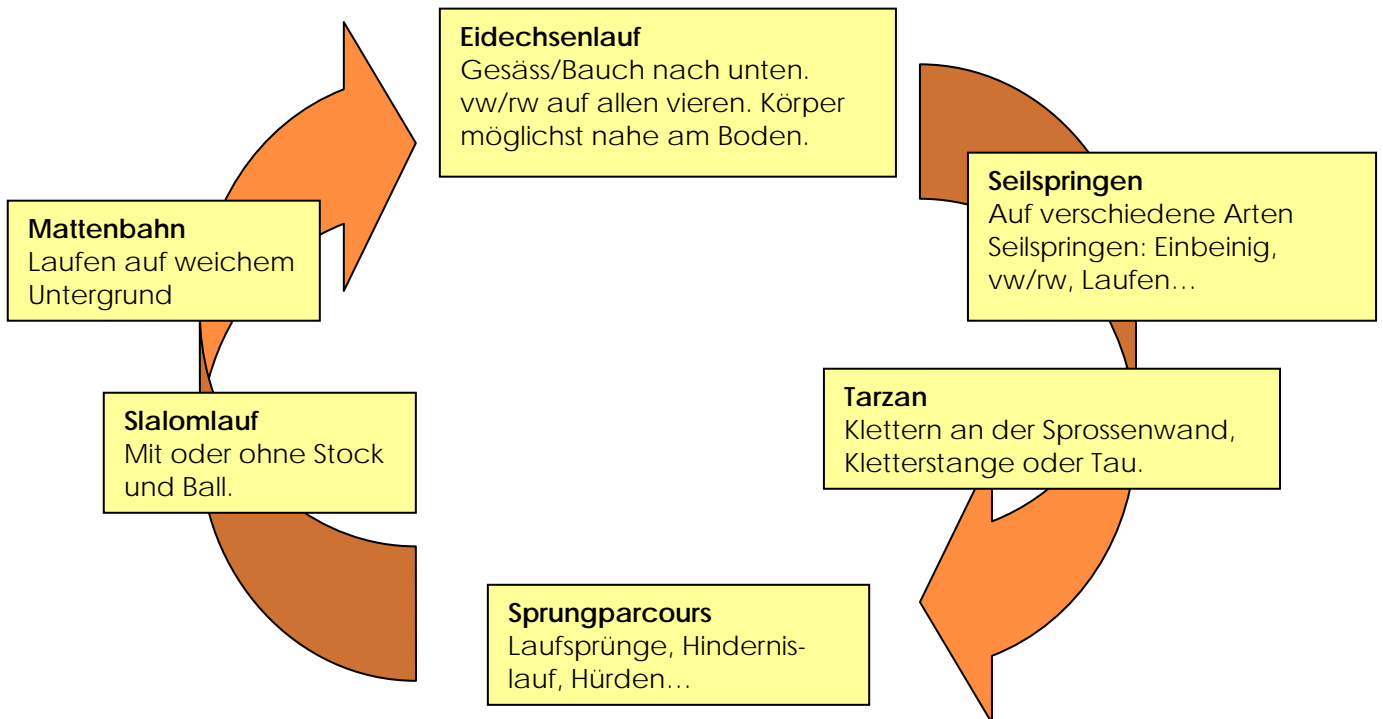 Eidechsenlauf
Gesäss/Bauch nach unten.
vw/rw auf allen vieren. Körper
möglichst nahe am Boden.
Seilspringen
Auf verschiedene Arten
Seilspringen: Einbeinig,
vw/rw, Laufen…
Tarzan
Klettern an der Sprossenwand,
Kletterstange oder Tau.
Sprungparcours
Laufsprünge, Hindernis-
lauf, Hürden…
Slalomlauf
Mit oder ohne Stock
und Ball.
Mattenbahn
Laufen auf weichem
Untergrund